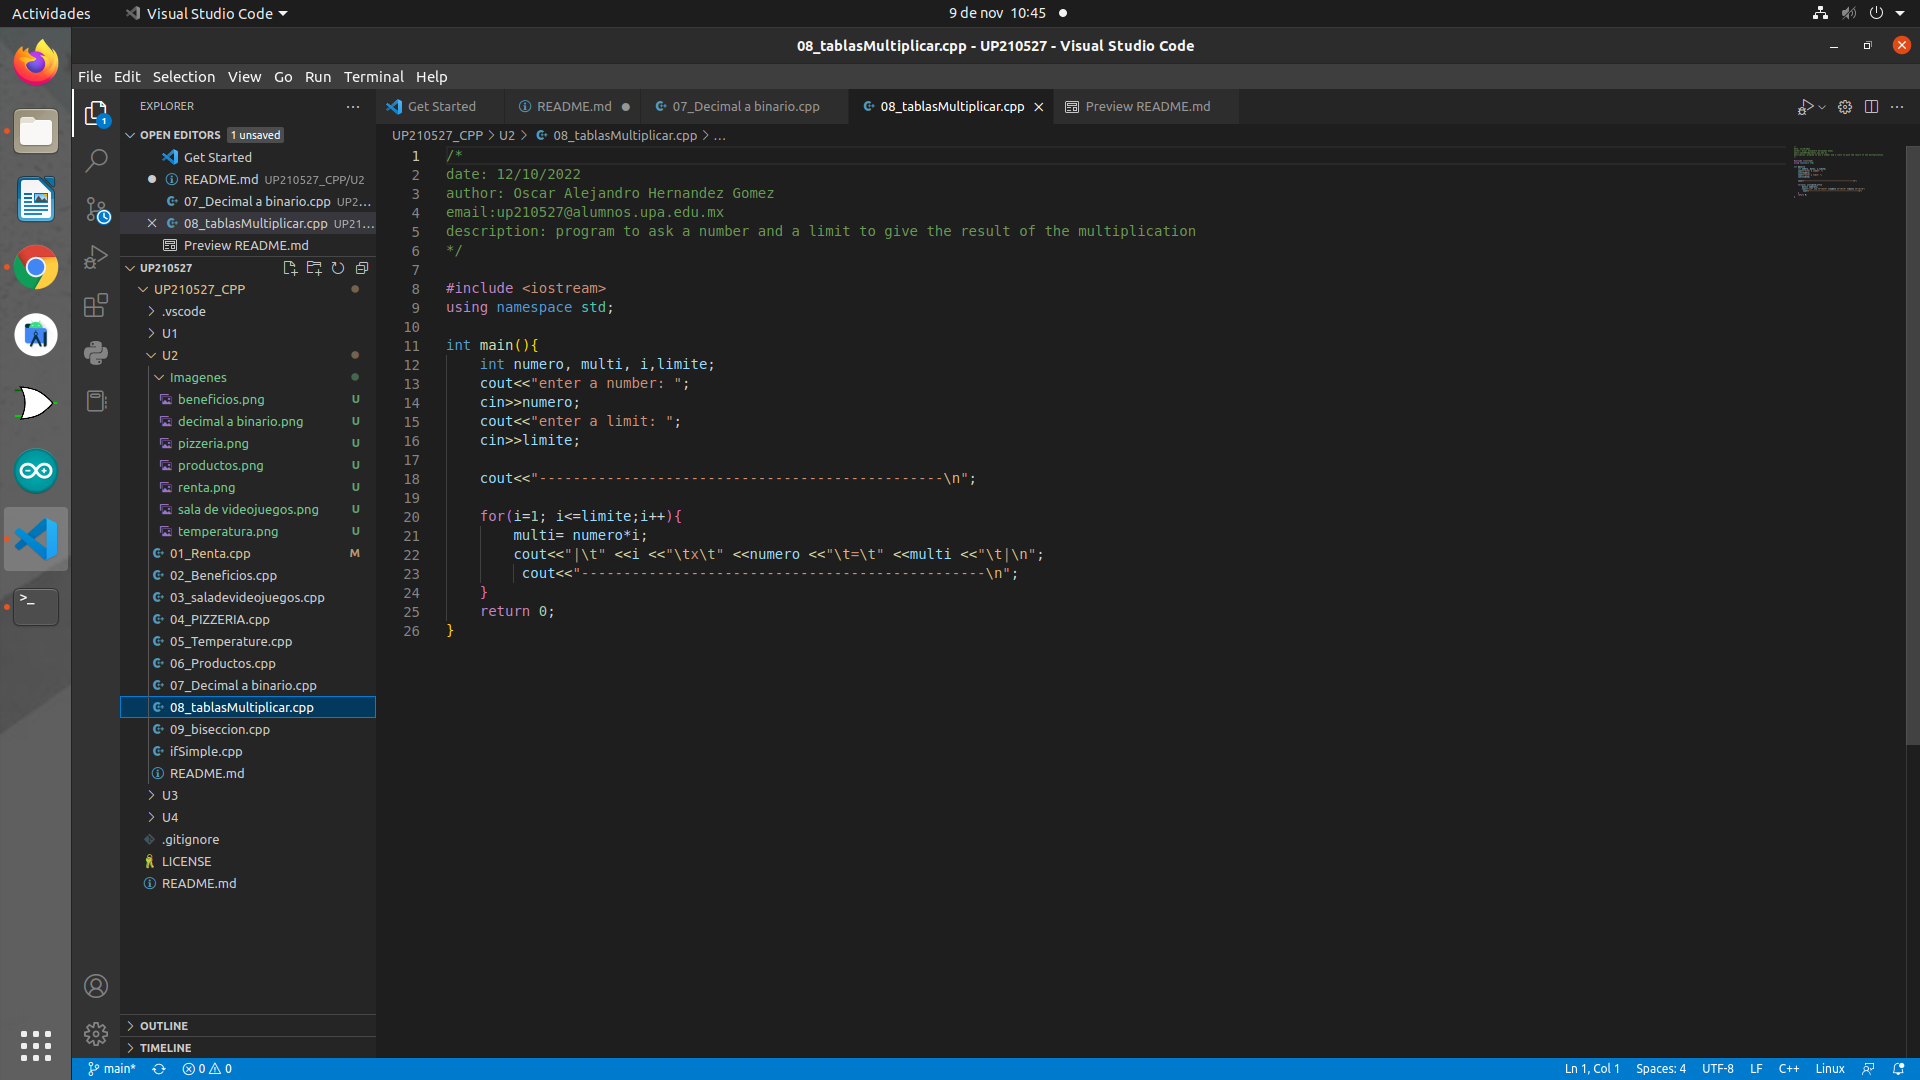 Actividades
Visual Studio Code
9 de nov 10:45
08_tablasMultiplicar.cpp - UP210527 - Visual Studio Code
File Edit Selection View Go Run Terminal Help
EXPLORER
Get Started
README.md
07_Decimal a binario.cpp
08_tablasMultiplicar.cpp
Preview README.md
1
OPEN EDITORS
1 unsaved
Get Started
README.md UP210527_CPP/U2
07_Decimal a binario.cpp UP2...
08_tablasMultiplicar.cpp UP21...
Preview README.md
UP210527
UP210527_CPP
.vscode
U1
U2
Imagenes
beneficios.png U
decimal a binario.png U
pizzeria.png U
productos.png U
renta.png U
sala de videojuegos.png U
temperatura.png U
01_Renta.cpp M
02_Beneficios.cpp
03_saladevideojuegos.cpp
04_PIZZERIA.cpp
05_Temperature.cpp
06_Productos.cpp
07_Decimal a binario.cpp
08_tablasMultiplicar.cpp
09_biseccion.cpp
ifSimple.cpp
README.md
U3
U4
.gitignore
LICENSE
README.md
OUTLINE
TIMELINE
UP210527_CPP > U2 > 08_tablasMultiplicar.cpp > ...
1 /*
2 date: 12/10/2022
3 author: Oscar Alejandro Hernandez Gomez
4 email:up210527@alumnos.upa.edu.mx
5 description: program to ask a number and a limit to give the result of the multiplication
6 */
7
8 #include <iostream>
9 using namespace std;
10
11 int main(){
12 int numero, multi, i,limite;
13 cout<<"enter a number: ";
14 cin>>numero;
15 cout<<"enter a limit: ";
16 cin>>limite;
17
18 cout<<"------------------------------------------------\n";
19
20 for(i=1; i<=limite;i++){
21 multi= numero*i;
22 cout<<"|\t" <<i <<"\tx\t" <<numero <<"\t=\t" <<multi <<"\t|\n";
23 cout<<"------------------------------------------------\n";
24 }
25 return 0;
26 }
main* 0 0
Ln 1, Col 1 Spaces: 4 UTF-8 LF C++ Linux